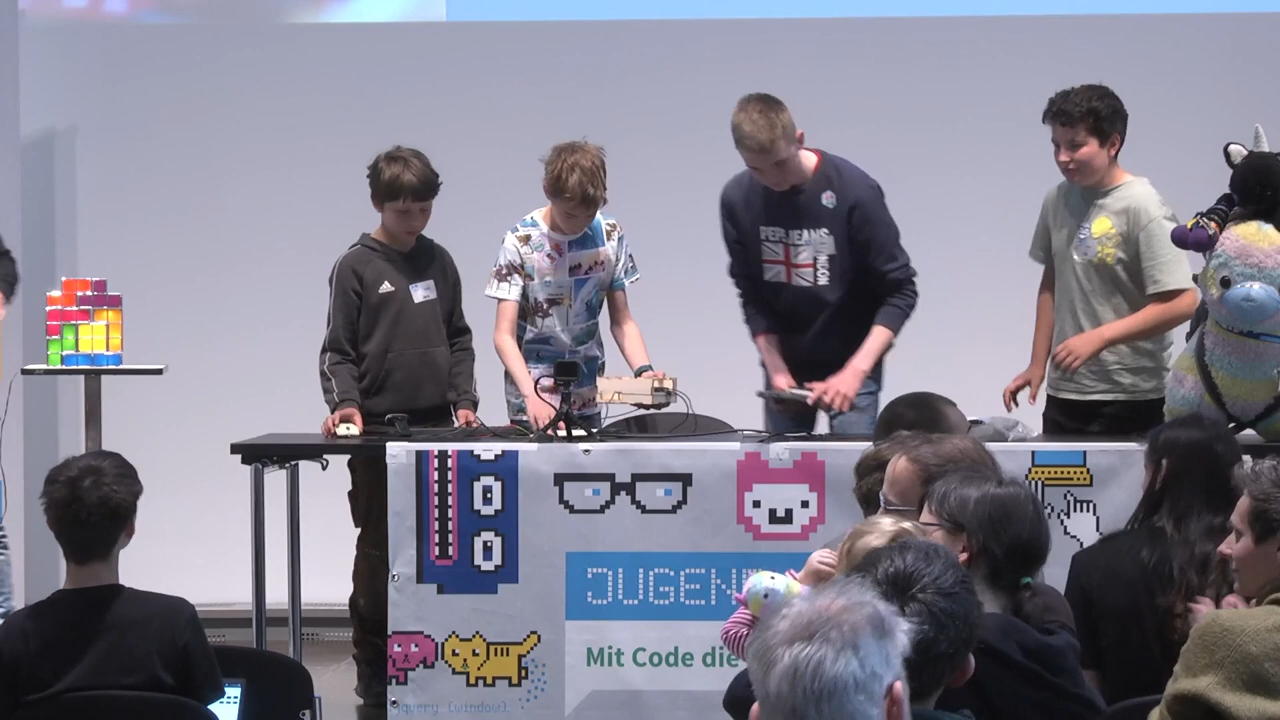 PEPE JEANS
LONDON
JUGEN
Mit Code die
jquery (window).